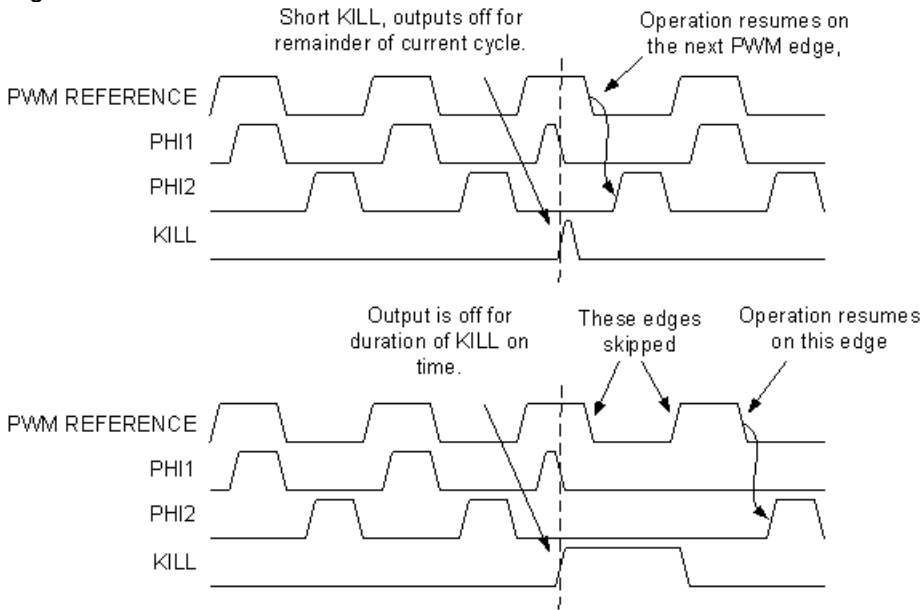 Short KILL, outputs off for
remainder of current cycle.
Operation resumes on
the next PWM edge,
PWM REFERENCE
PHI1
PHI2
KILL
Output is off for
duration of KILL on
time.
These edges
skipped
Operation resumes
on this edge
PWM REFERENCE
PHI1
PHI2
KILL